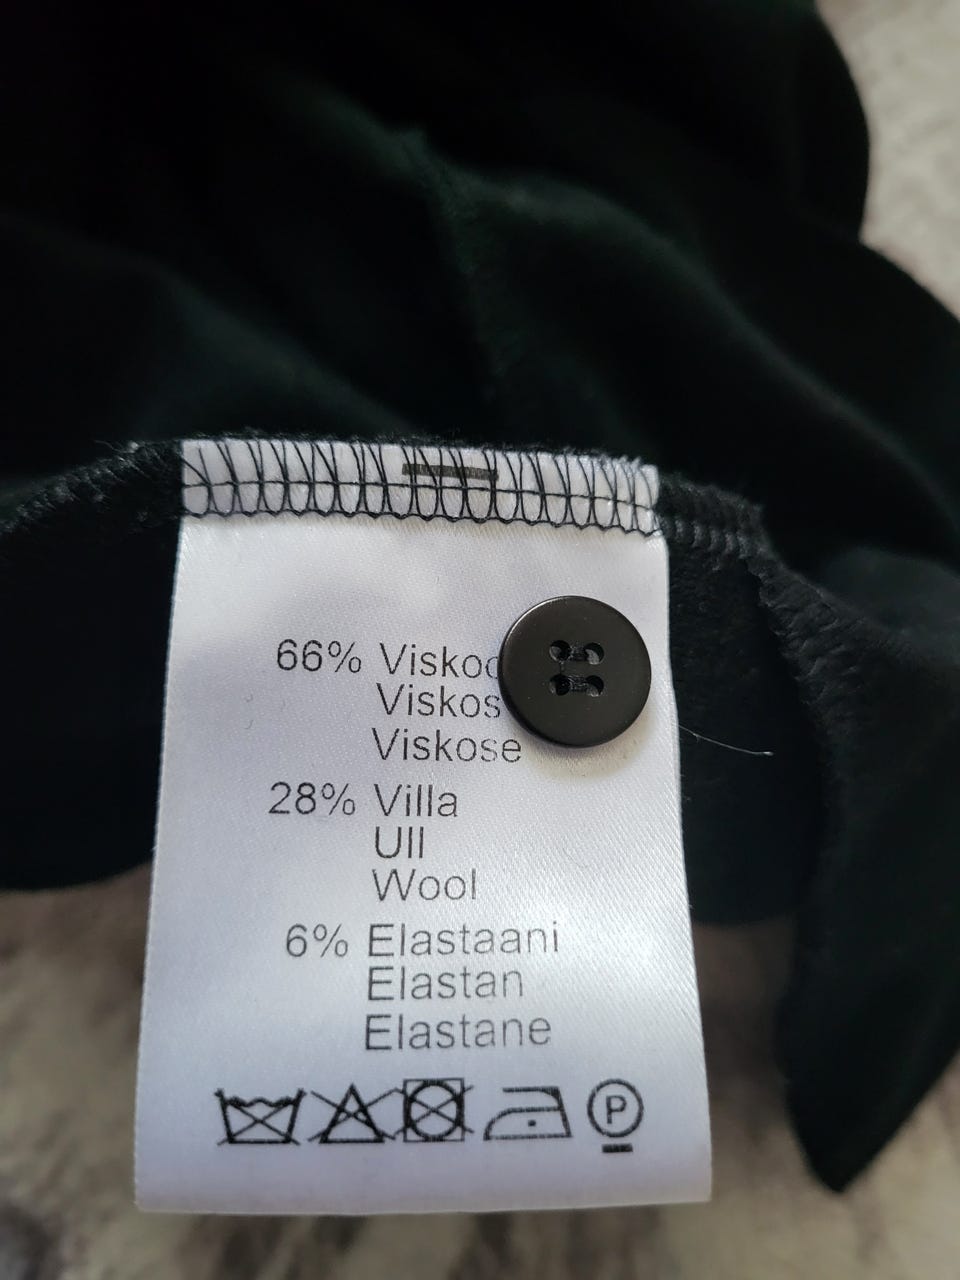 66% Viskoo
Viskos
Viskose
28% Villa
Ull
Wool
6% Elastaani
Elastan
Elastane
P